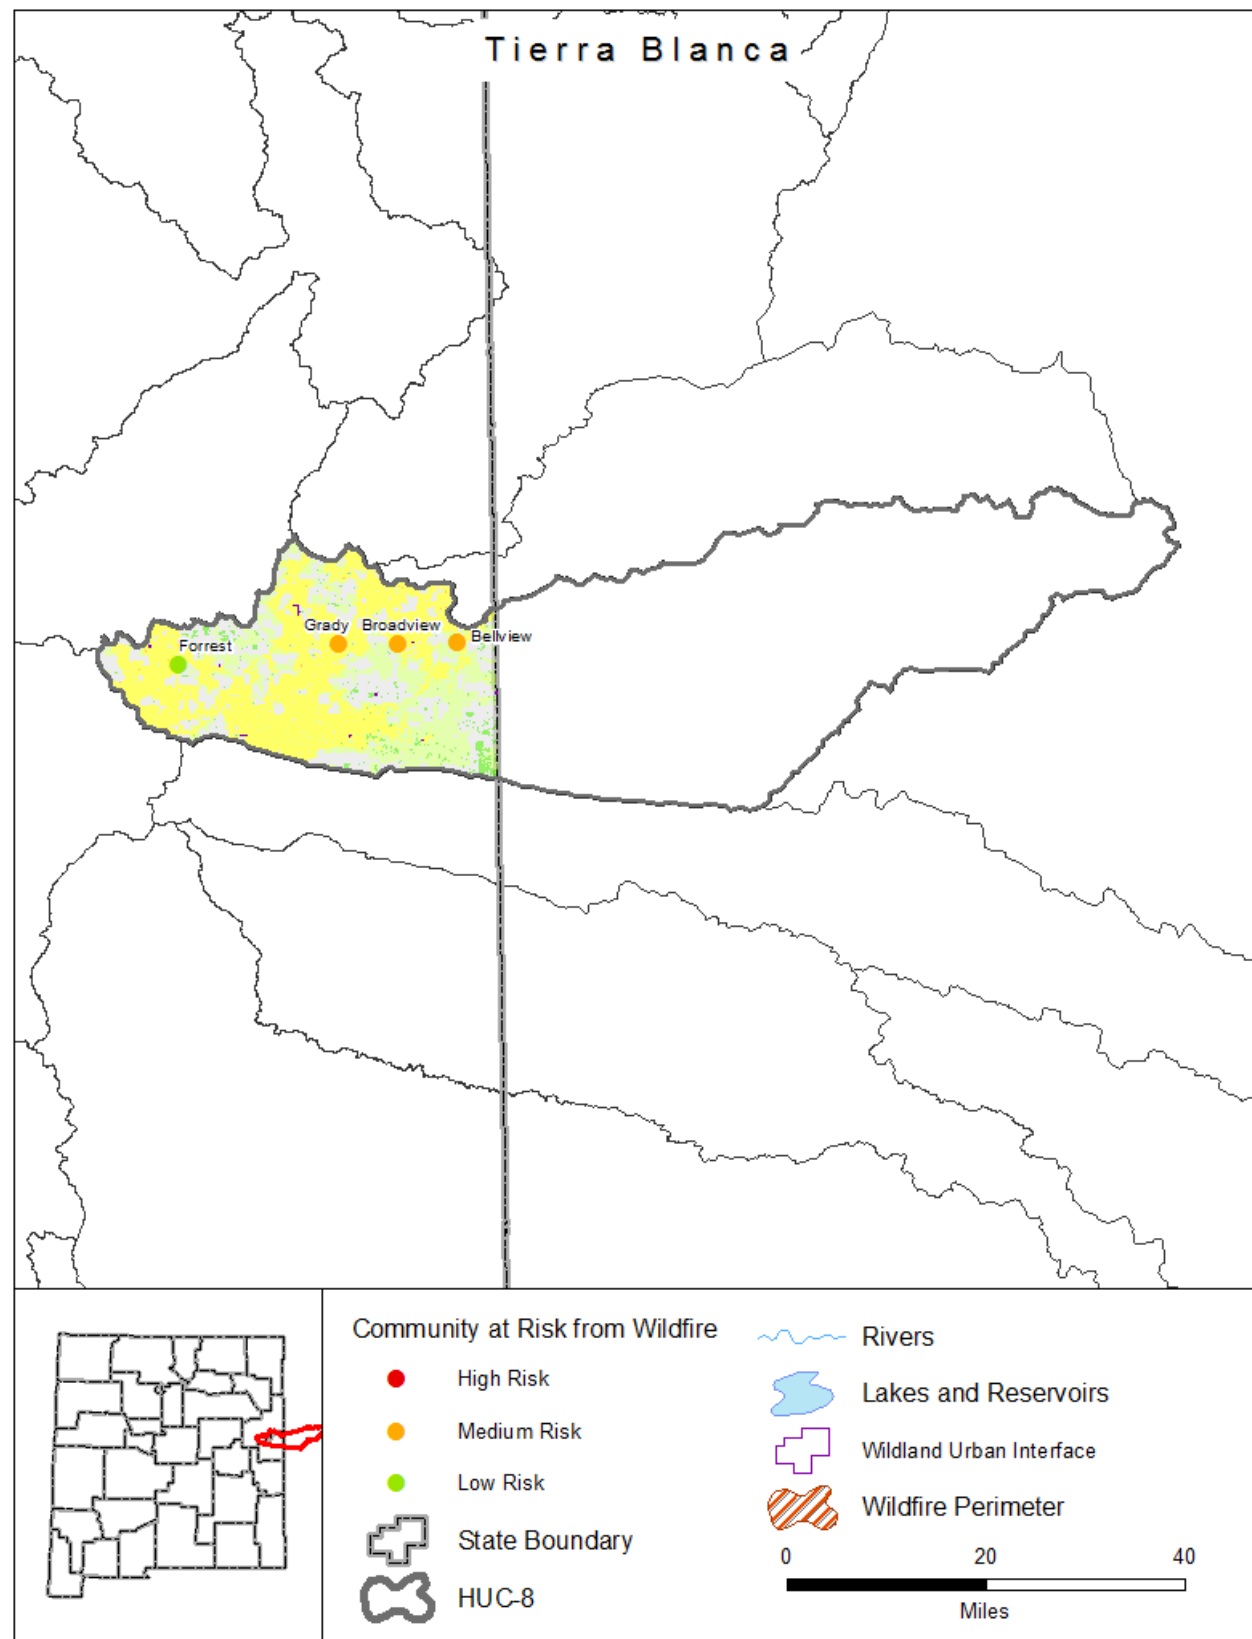 Tierra Blanca
Grady
Broadview
Bellview
Forrest
Community at Risk from Wildfire
High Risk
Medium Risk
Low Risk
State Boundary
HUC-8
Rivers
Lakes and Reservoirs
Wildland Urban Interface
Wildfire Perimeter
0 20 40
Miles